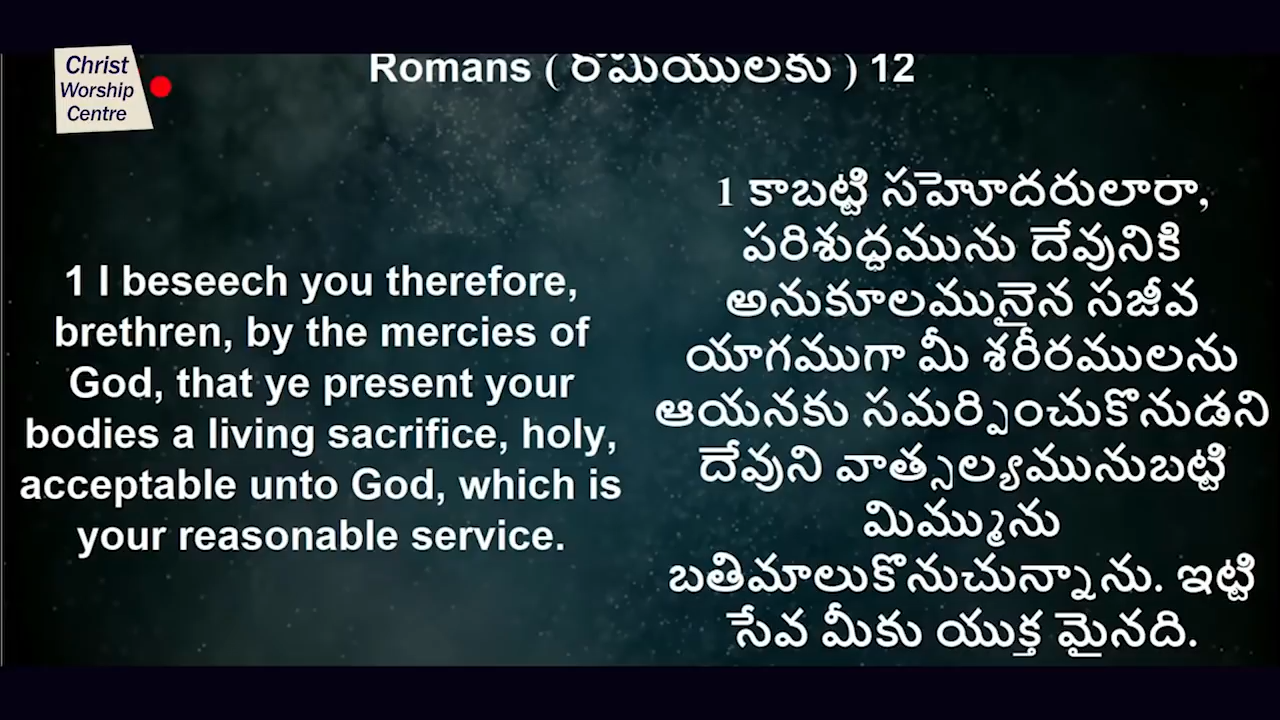 Christ
Worship
Centre
Romans ( రోమీయులకు ) 12
1 I beseech you therefore,
brethren, by the mercies of
God, that ye present your
bodies a living sacrifice, holy,
acceptable unto God, which is
your reasonable service.
1 కాబట్టి సహోదరులారా,
పరిశుద్ధమును దేవునికి
అనుకూలమునైన సజీవ
యాగముగా మీ శరీరములను
ఆయనకు సమర్పించుకొనుడని
దేవుని వాత్సల్యమునుబట్టి
మిమ్మును
బతిమాలుకొనుచున్నాను. ఇట్టి
సేవ మీకు యుక్త మైనది.